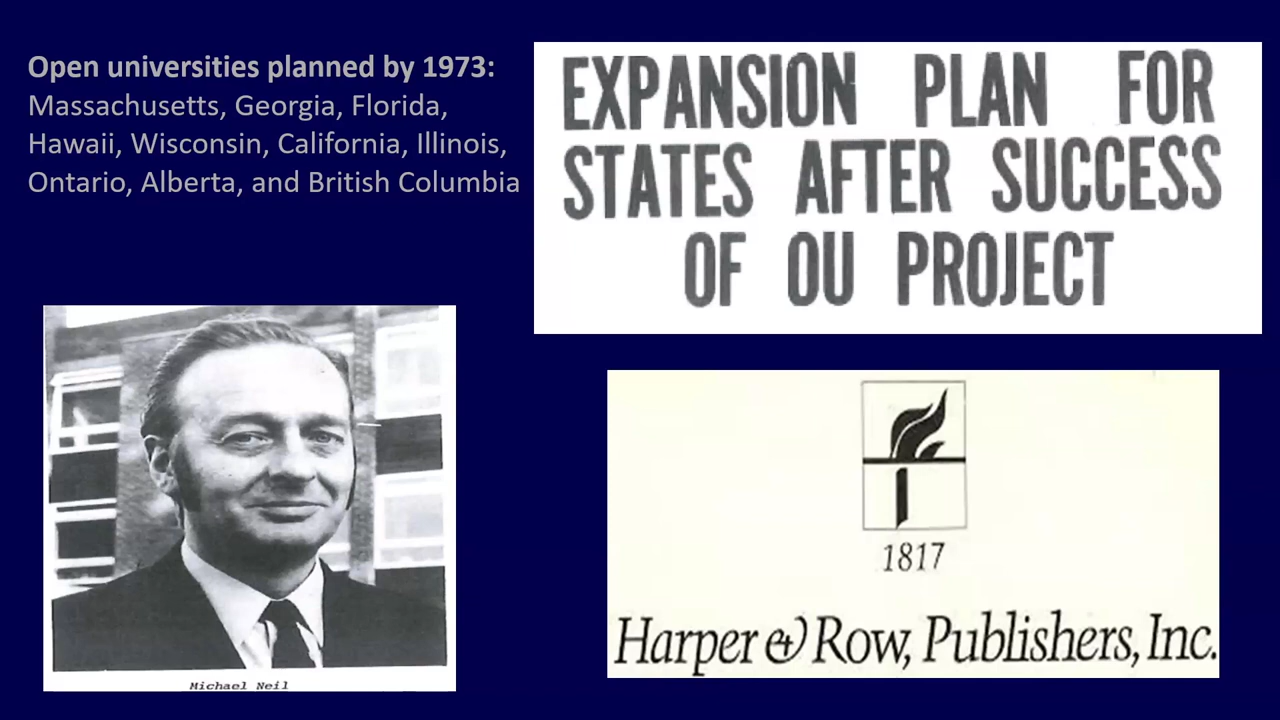 Open universities planned by 1973:
Massachusetts, Georgia, Florida,
Hawaii, Wisconsin, California, Illinois,
Ontario, Alberta, and British Columbia
EXPANSION PLAN FOR
STATES AFTER SUCCESS
OF OU PROJECT
Michael Neil
1817
Harper & Row, Publishers, Inc.